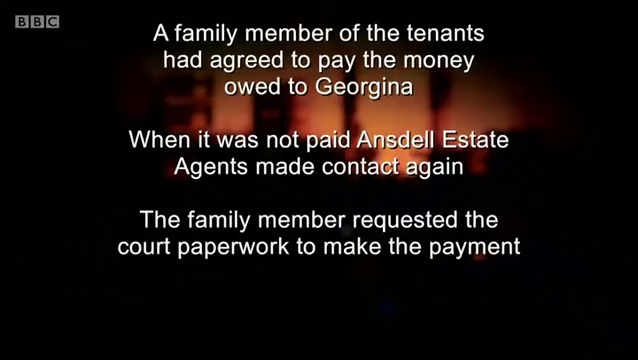 BBC
A family member of the tenants
had agreed to pay the money
owed to Georgina
When it was not paid Ansdell Estate
Agents made contact again
The family member requested the
court paperwork to make the payment